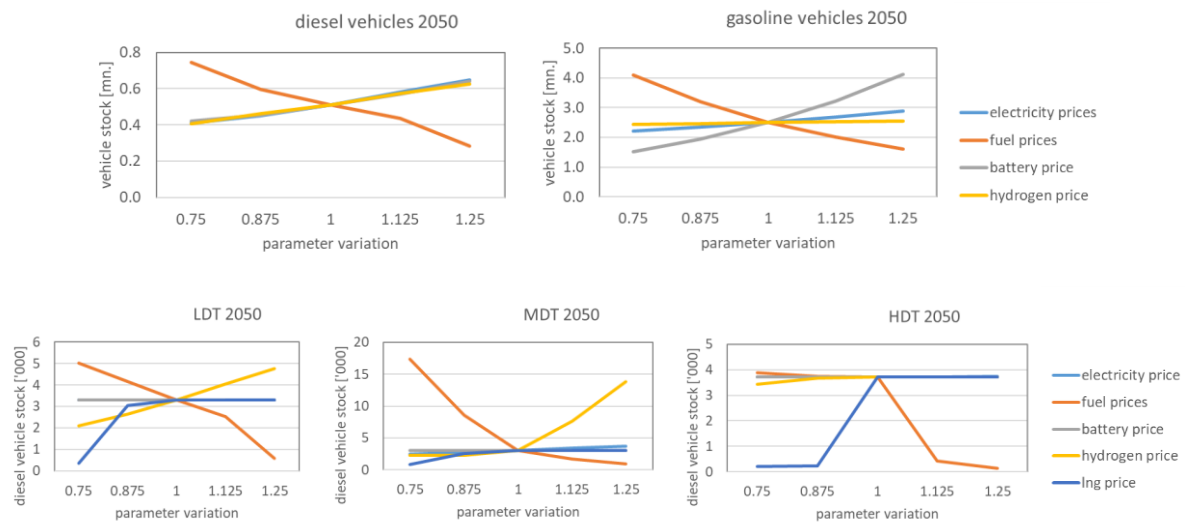 diesel vehicles 2050
vehicle stock [mn.]
0.8
0.6
0.4
0.2
0.0
0.75 0.875 1 1.125 1.25
parameter variation
gasoline vehicles 2050
vehicle stock [mn.]
5.0
4.0
3.0
2.0
1.0
0.0
0.75 0.875 1 1.125 1.25
parameter variation
electricity prices
fuel prices
battery price
hydrogen price
LDT 2050
diesel vehicle stock ['000]
6
5
4
3
2
1
0
0.75 0.875 1 1.125 1.25
parameter variation
MDT 2050
diesel vehicle stock ['000]
20
15
10
5
0
0.75 0.875 1 1.125 1.25
parameter variation
HDT 2050
diesel vehicle stock ['000]
5
4
3
2
1
0
0.75 0.875 1 1.125 1.25
parameter variation
electricity price
fuel prices
battery price
hydrogen price
lng price